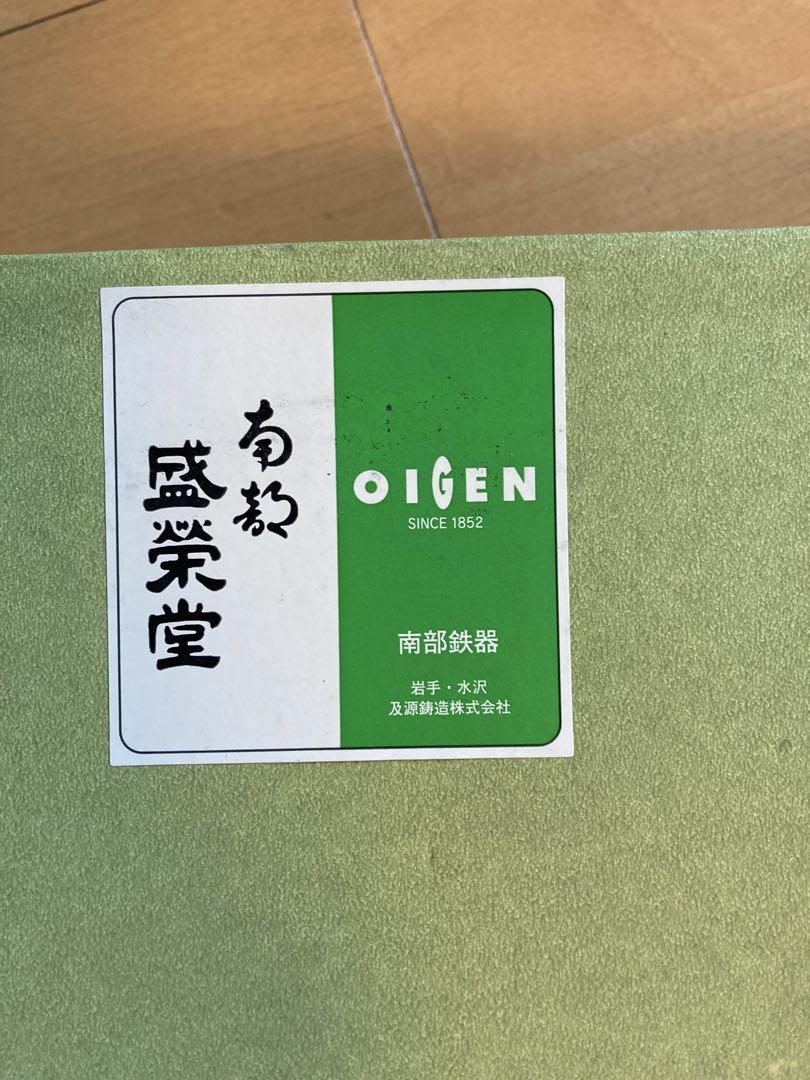 南部
盛榮堂
OIGEN
SINCE 1852
南部鉄器
岩手・水沢
及源鋳造株式会社